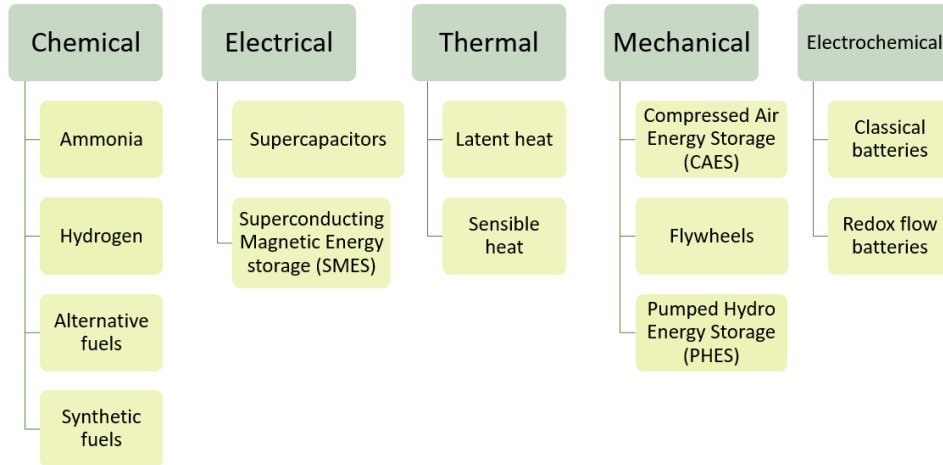 Chemical
Ammonia
Hydrogen
Alternative
fuels
Synthetic
fuels
Electrical
Supercapacitors
Superconducting
Magnetic Energy
storage (SMES)
Thermal
Latent heat
Sensible
heat
Mechanical
Compressed Air
Energy Storage
(CAES)
Flywheels
Pumped Hydro
Energy Storage
(PHES)
Electrochemical
Classical
batteries
Redox flow
batteries